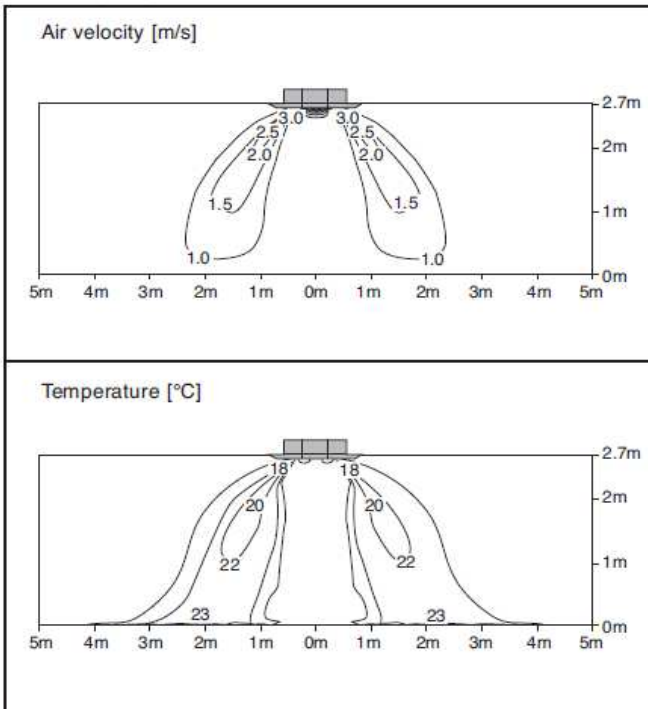 Air velocity [m/s]
3.0 3.0 2.7m
2.5 2.5
2.0 2.0 2m
1.5 1.5 1m
1.0 1.0 0m
5m 4m 3m 2m 1m 0m 1m 2m 3m 4m 5m
Temperature [°C]
18 18 2.7m
20 20 2m
22 22 1m
23 23 0m
5m 4m 3m 2m 1m 0m 1m 2m 3m 4m 5m